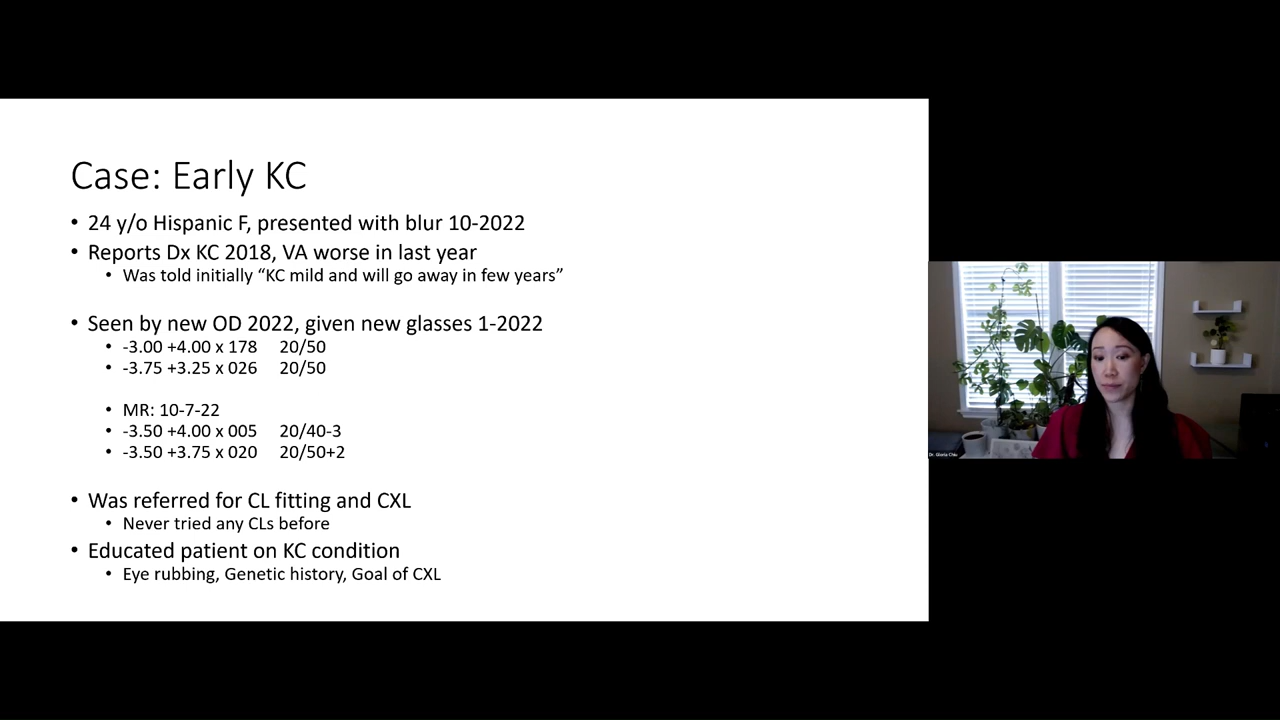 Case: Early KC
• 24 y/o Hispanic F, presented with blur 10-2022
• Reports Dx KC 2018, VA worse in last year
• Was told initially “KC mild and will go away in few years”
• Seen by new OD 2022, given new glasses 1-2022
• -3.00 +4.00 x 178 20/50
• -3.75 +3.25 x 026 20/50
• MR: 10-7-22
• -3.50 +4.00 x 005 20/40-3
• -3.50 +3.75 x 020 20/50+2
• Was referred for CL fitting and CXL
• Never tried any CLs before
• Educated patient on KC condition
• Eye rubbing, Genetic history, Goal of CXL
Dr. Gloria Chiu